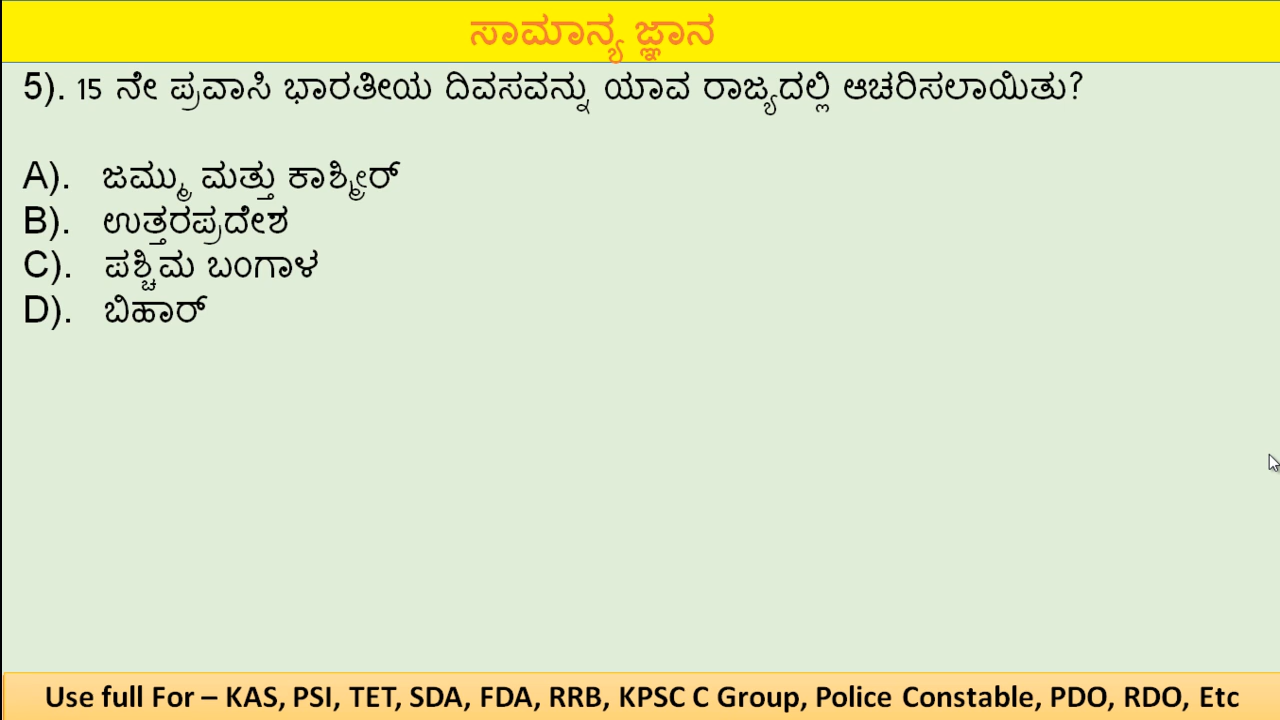 ಸಾಮಾನ್ಯ ಜ್ಞಾನ
5). 15 ನೇ ಪ್ರವಾಸಿ ಭಾರತೀಯ ದಿವಸವನ್ನು ಯಾವ ರಾಜ್ಯದಲ್ಲಿ ಆಚರಿಸಲಾಯಿತು?
A). ಜಮ್ಮು ಮತ್ತು ಕಾಶ್ಮೀರ್
B). ಉತ್ತರಪ್ರದೇಶ
C). ಪಶ್ಚಿಮ ಬಂಗಾಳ
D). ಬಿಹಾರ್
Use full For – KAS, PSI, TET, SDA, FDA, RRB, KPSC C Group, Police Constable, PDO, RDO, Etc